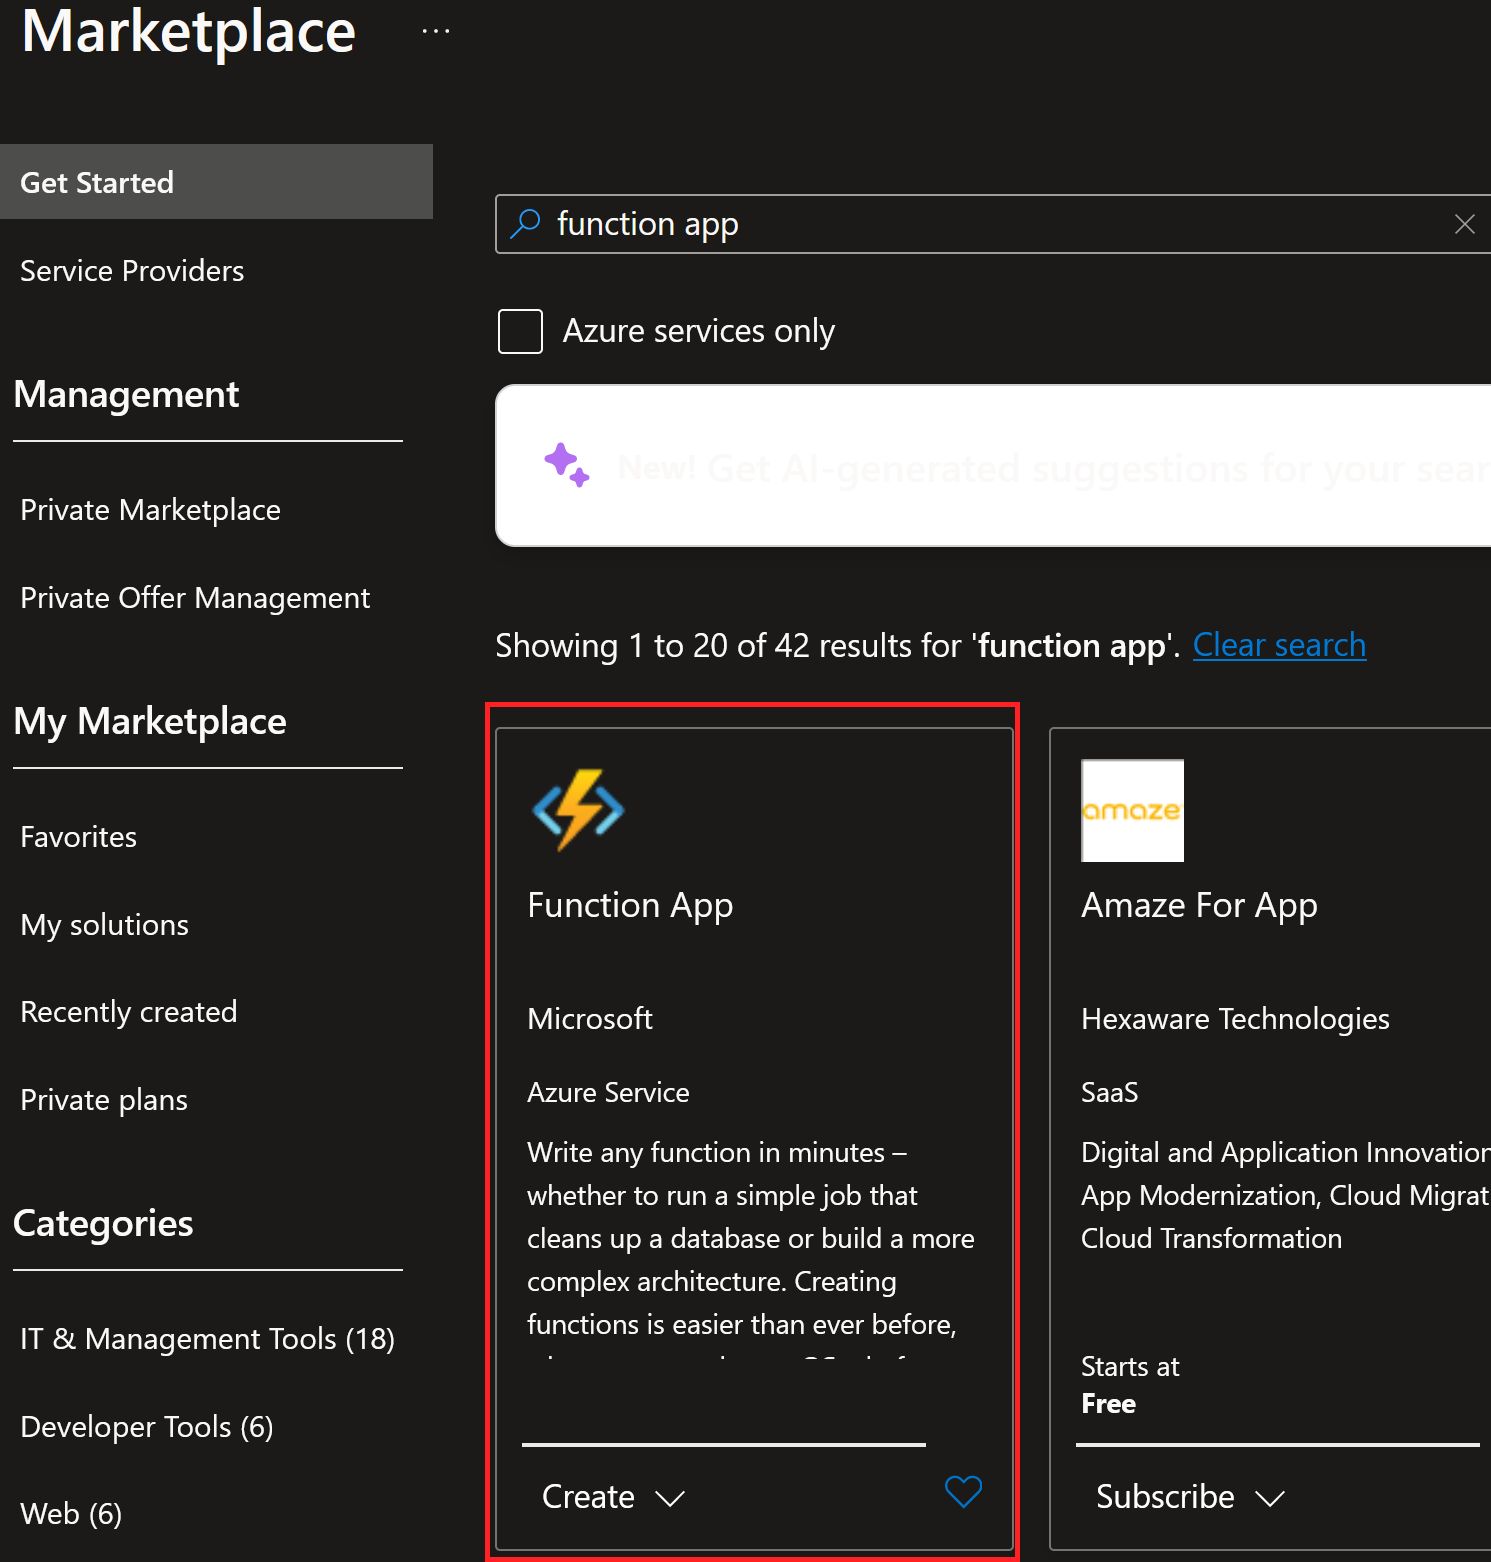 Marketplace ...
Get Started
Service Providers
Management
Private Marketplace
Private Offer Management
My Marketplace
Favorites
My solutions
Recently created
Private plans
Categories
IT & Management Tools (18)
Developer Tools (6)
Web (6)
function app
Azure services only
New! Get AI-generated suggestions for your sear
Showing 1 to 20 of 42 results for 'function app'. Clear search
Function App
Microsoft
Azure Service
Write any function in minutes –
whether to run a simple job that
cleans up a database or build a more
complex architecture. Creating
functions is easier than ever before,
Create
amaze
Amaze For App
Hexaware Technologies
SaaS
Digital and Application Innovation
App Modernization, Cloud Migrat
Cloud Transformation
Starts at
Free
Subscribe